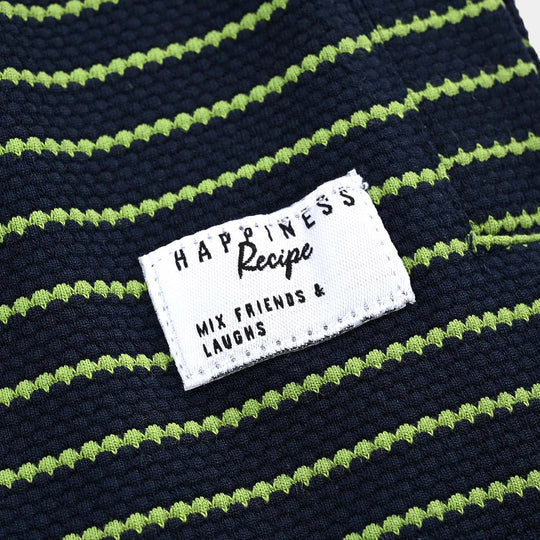 HAPPINESS
Recipe
MIX FRIENDS &
LAUGHS